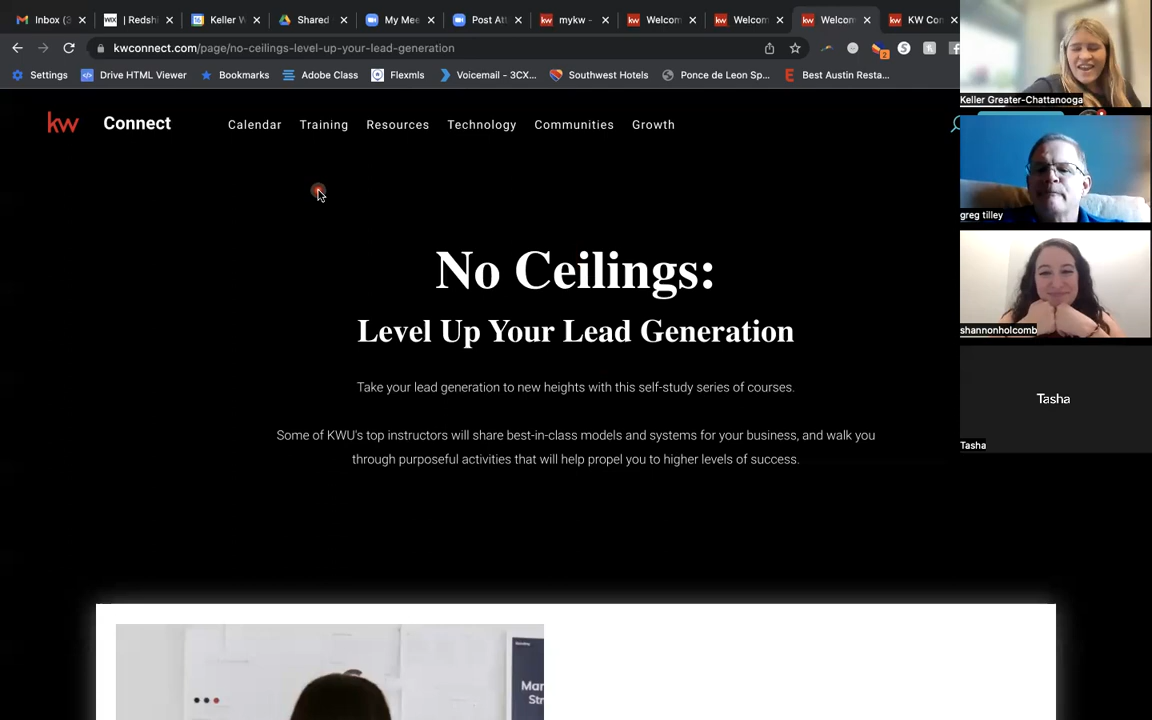 Inbox (3
| Redshi
Keller W
Shared
My Mee
Post Att
mykw -
Welcom
Welcom
Welcom
KW Con
kwconnect.com/page/no-ceilings-level-up-your-lead-generation
2
Settings
Drive HTML Viewer
Bookmarks
Adobe Class
Flexmls
Voicemail - 3CX...
Southwest Hotels
Ponce de Leon Sp...
Best Austin Resta...
kw Connect
Calendar Training Resources Technology Communities Growth
No Ceilings:
Level Up Your Lead Generation
Take your lead generation to new heights with this self-study series of courses.
Some of KWU's top instructors will share best-in-class models and systems for your business, and walk you
through purposeful activities that will help propel you to higher levels of success.
Keller Greater-Chattanooga
greg tilley
shannonholcomb
Tasha
Tasha